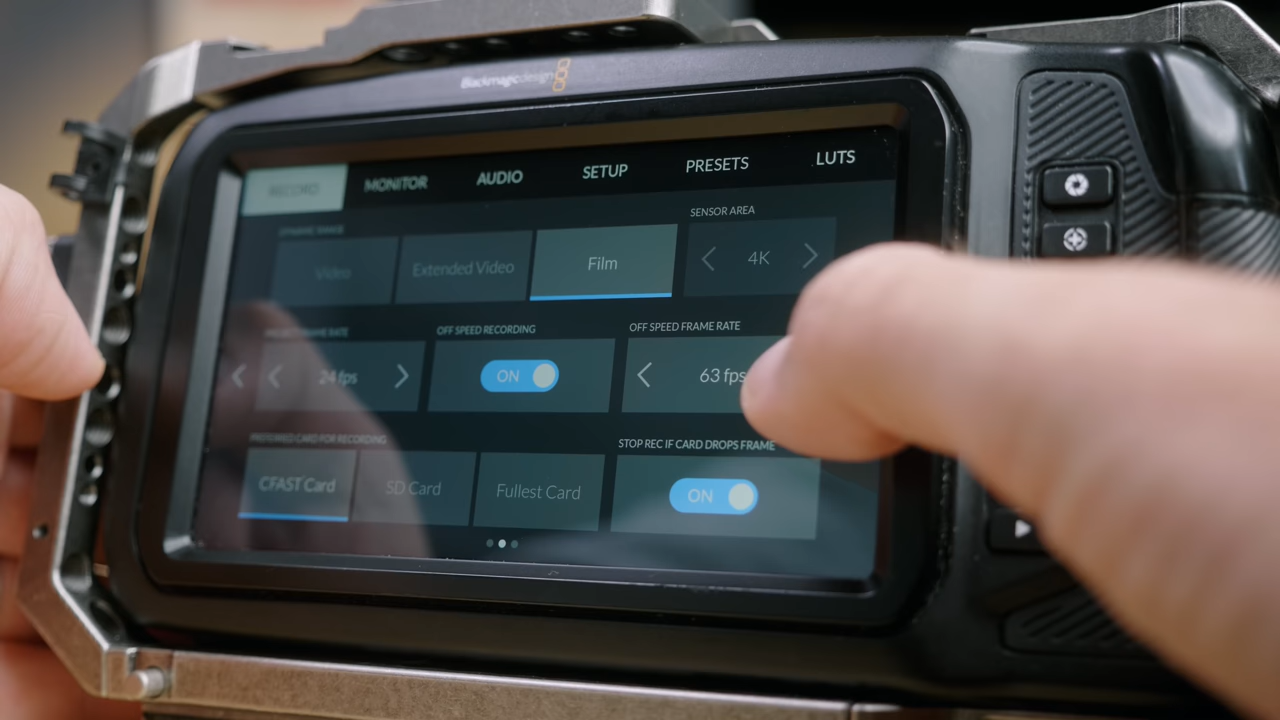 Blackmagicdesign
RECORD MONITOR AUDIO SETUP PRESETS LUTS
DYNAMIC RANGE SENSOR AREA
Video Extended Video Film 4K
FRAME RATE OFF SPEED RECORDING OFF SPEED FRAME RATE
24 fps ON 63 fps
PREFERRED CARD FOR RECORDING STOP REC IF CARD DROPS FRAME
CFAST Card SD Card Fullest Card ON